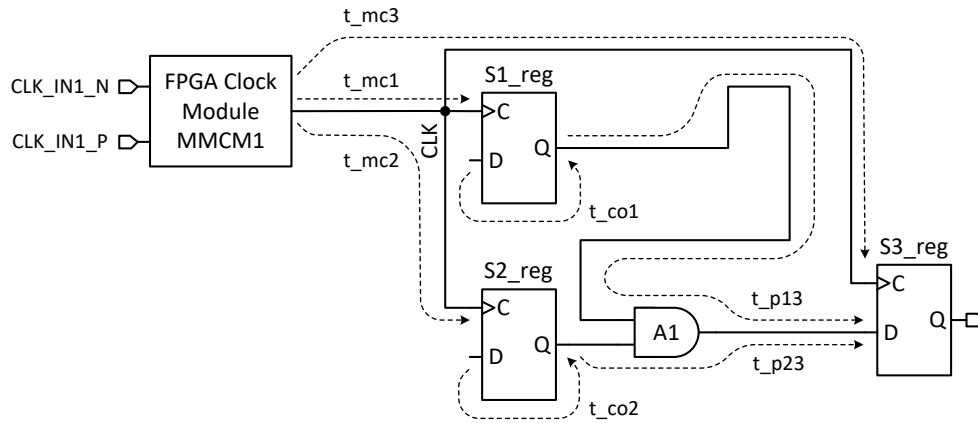 t_mc3
CLK_IN1_N
CLK_IN1_P
FPGA Clock
Module
MMCM1
t_mc1
t_mc2
CLK
S1_reg
C
Q
D
t_co1
S2_reg
C
Q
D
t_co2
A1
t_p13
t_p23
S3_reg
C
Q
D